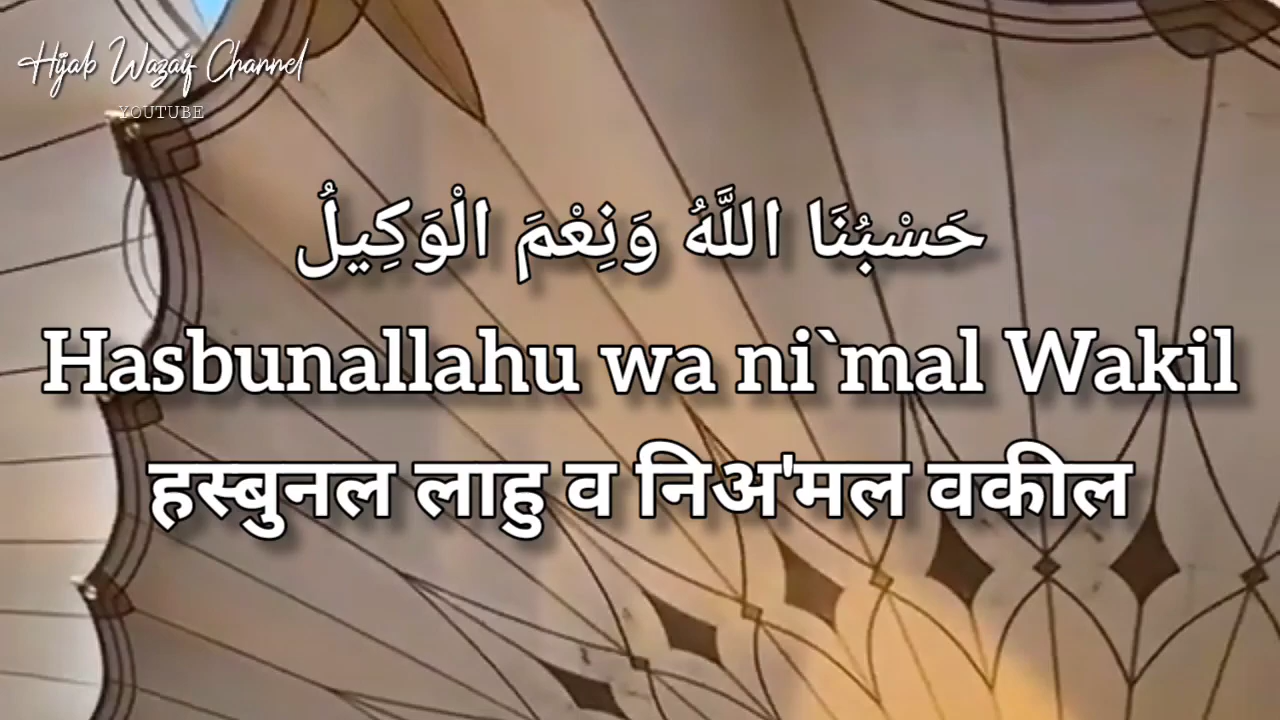 Hijab Wazaif Channel
YOUTUBE
حَسْبُنَا اللَّهُ وَنِعْمَ الْوَكِيلُ
Hasbunallahu wa ni`mal Wakil
हस्बुनल लाहु व निअ'मल वकील